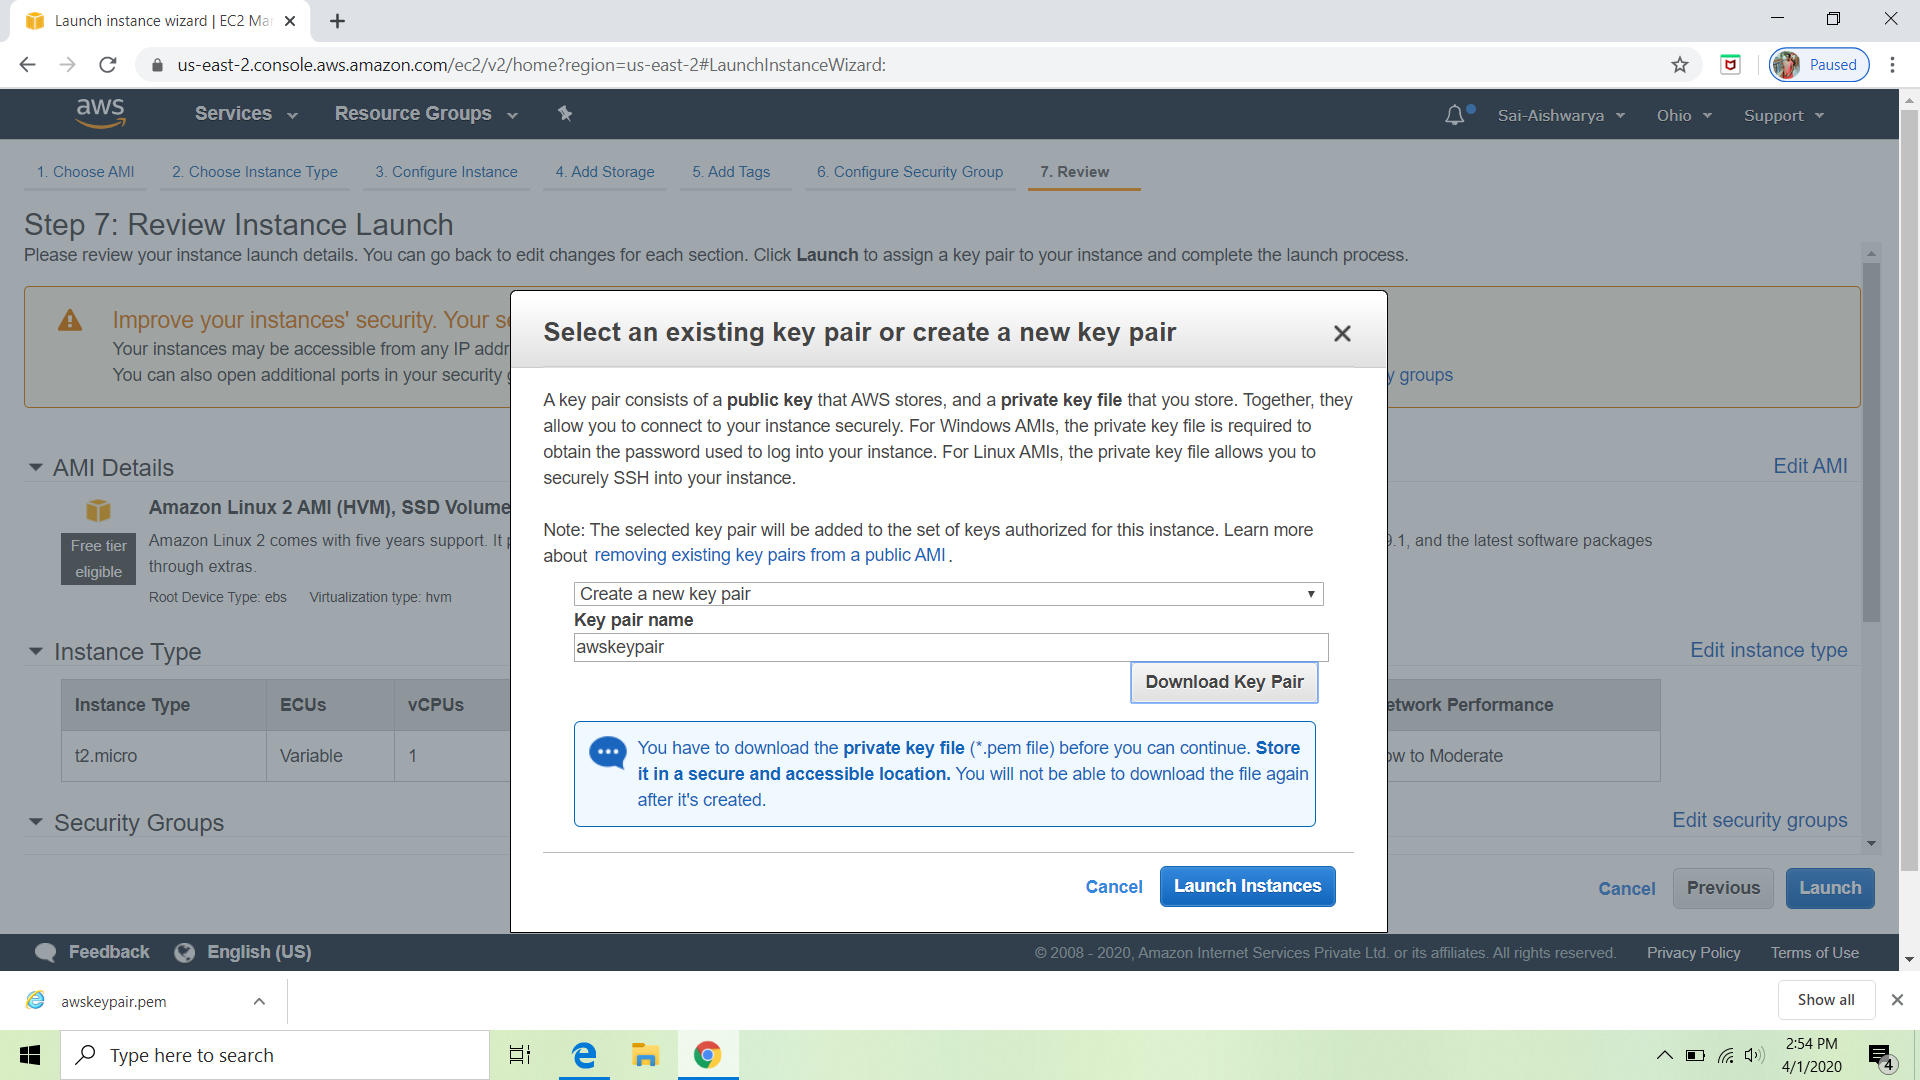 Launch instance wizard | EC2 Mar
us-east-2.console.aws.amazon.com/ec2/v2/home?region=us-east-2#LaunchInstanceWizard:
Paused
aws
Services
Resource Groups
Sai-Aishwarya
Ohio
Support
1. Choose AMI
2. Choose Instance Type
3. Configure Instance
4. Add Storage
5. Add Tags
6. Configure Security Group
7. Review
Step 7: Review Instance Launch
Please review your instance launch details. You can go back to edit changes for each section. Click Launch to assign a key pair to your instance and complete the launch process.
Improve your instances' security. Your
Your instances may be accessible from any IP
You can also open additional ports in your security
groups
Select an existing key pair or create a new key pair
A key pair consists of a public key that AWS stores, and a private key file that you store. Together, they
allow you to connect to your instance securely. For Windows AMIs, the private key file is required to
obtain the password used to log into your instance. For Linux AMIs, the private key file allows you to
securely SSH into your instance.
Note: The selected key pair will be added to the set of keys authorized for this instance. Learn more
about removing existing key pairs from a public AMI .
Create a new key pair
Key pair name
awskeypair
Download Key Pair
You have to download the private key file (*.pem file) before you can continue. Store
it in a secure and accessible location. You will not be able to download the file again
after it's created.
Cancel
Launch Instances
AMI Details
Edit AMI
Amazon Linux 2 AMI (HVM), SSD Volume
Free tier
eligible
Amazon Linux 2 comes with five years support. It
9.1, and the latest software packages
through extras.
Root Device Type: ebs
Virtualization type: hvm
Instance Type
Edit instance type
Instance Type
ECUs
vCPUs
etwork Performance
t2.micro
Variable
1
ow to Moderate
Security Groups
Edit security groups
Cancel
Previous
Launch
Feedback
English (US)
© 2008 - 2020, Amazon Internet Services Private Ltd. or its affiliates. All rights reserved.
Privacy Policy
Terms of Use
awskeypair.pem
Show all
Type here to search
2:54 PM
4/1/2020
4